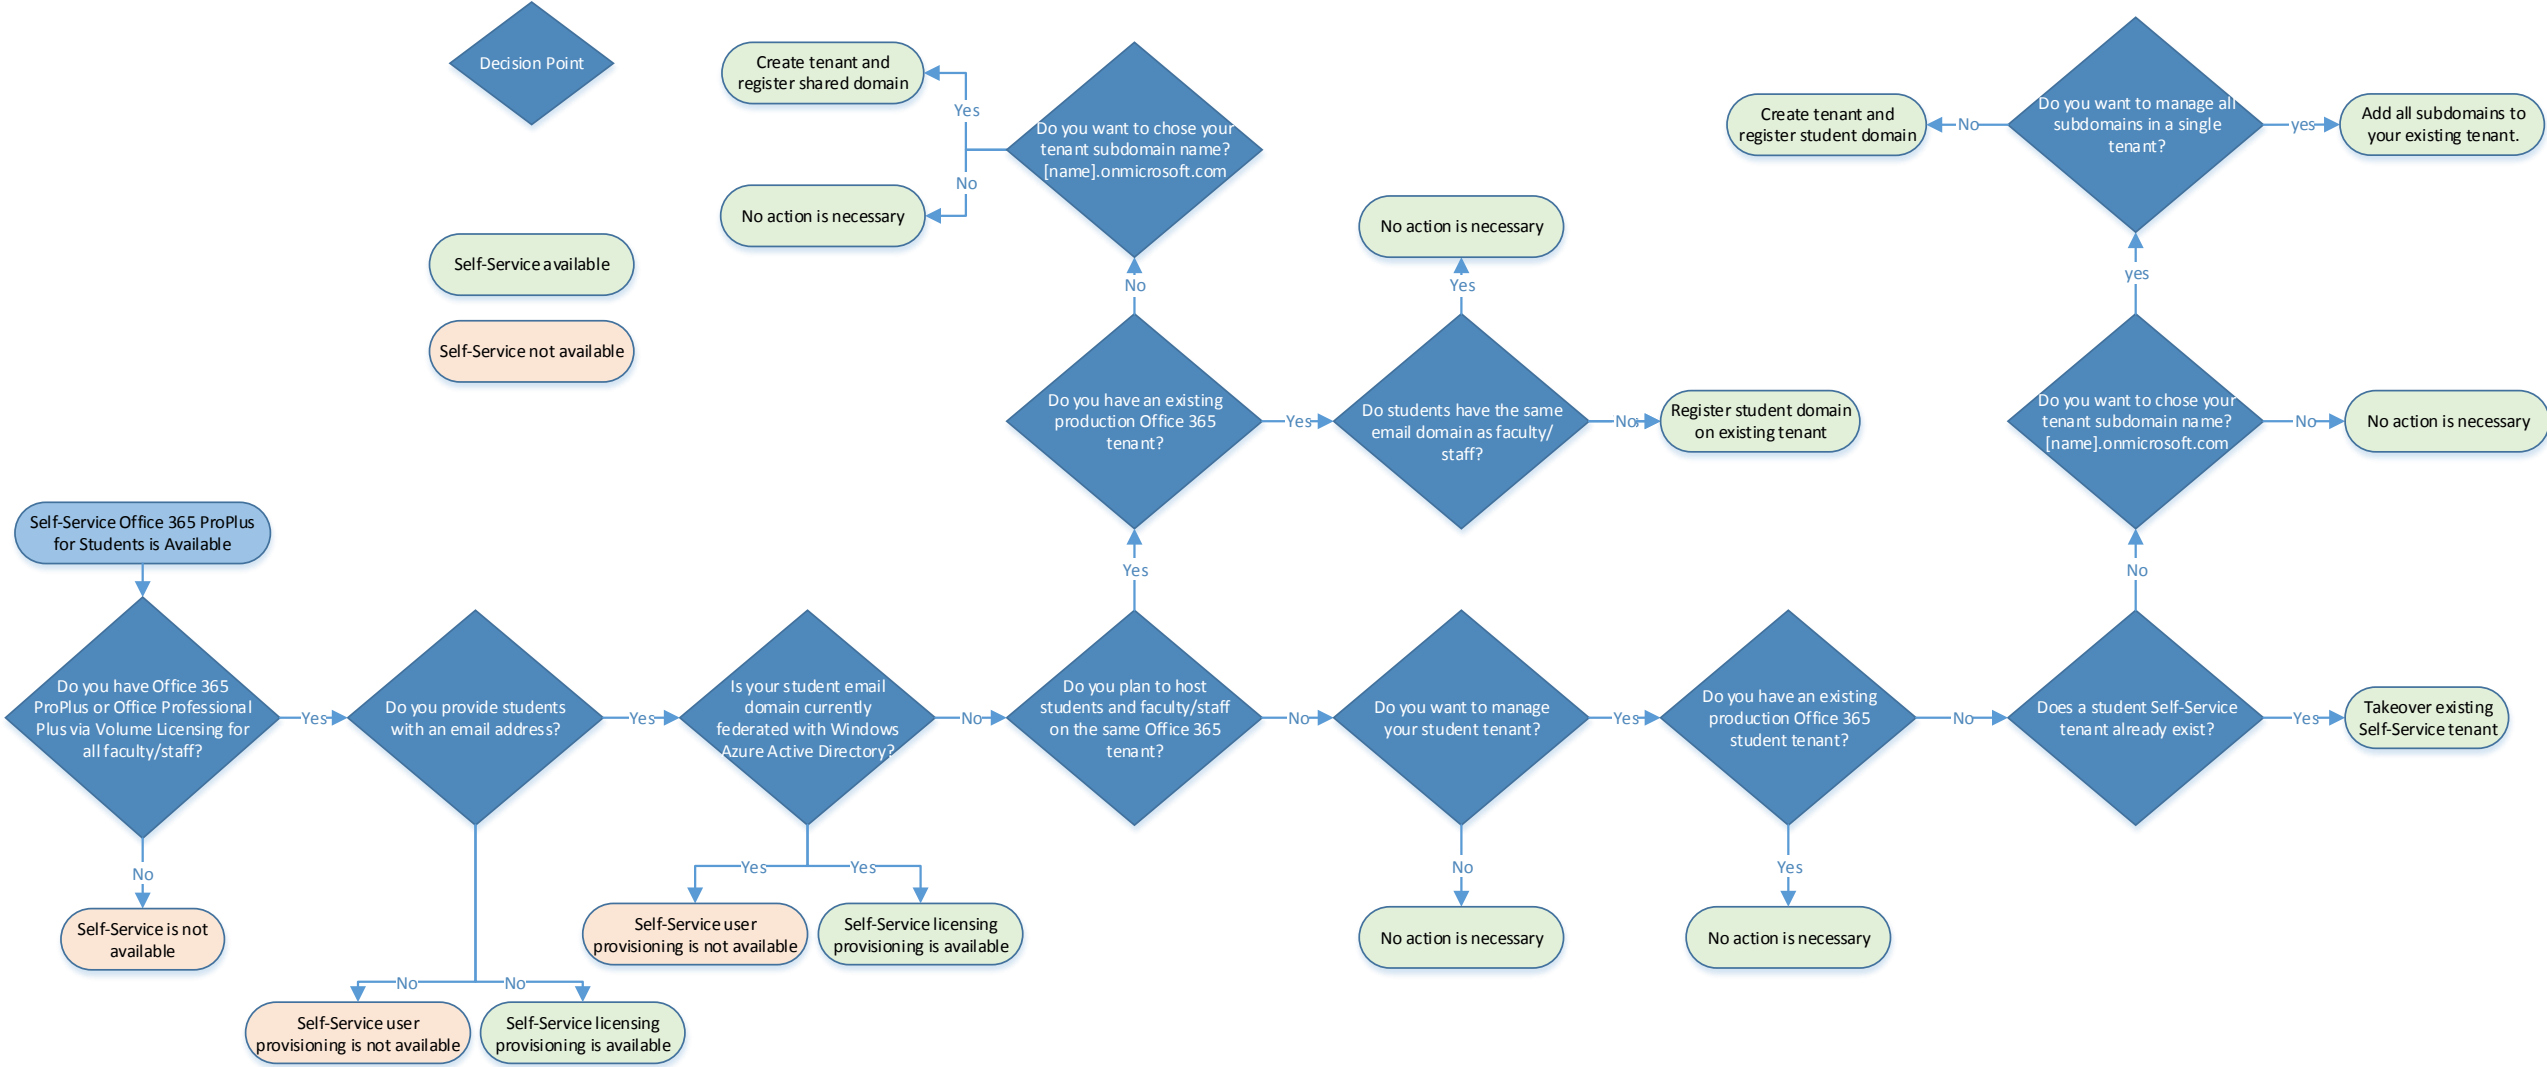 Decision Point
Self-Service available
Self-Service not available
Create tenant and
register shared domain
Yes
No
No action is necessary
Do you want to chose your
tenant subdomain name?
[name].onmicrosoft.com
No
Do you have an existing
production Office 365
tenant?
Yes
No action is necessary
Yes
Do students have the same
email domain as faculty/
staff?
No
Register student domain
on existing tenant
Create tenant and
register student domain
No
Do you want to manage all
subdomains in a single
tenant?
yes
Add all subdomains to
your existing tenant.
yes
Do you want to chose your
tenant subdomain name?
[name].onmicrosoft.com
No
No action is necessary
No
Yes
Self-Service Office 365 ProPlus
for Students is Available
Do you have Office 365
ProPlus or Office Professional
Plus via Volume Licensing for
all faculty/staff?
Yes
Do you provide students
with an email address?
Yes
Is your student email
domain currently
federated with Windows
Azure Active Directory?
No
Do you plan to host
students and faculty/staff
on the same Office 365
tenant?
No
Do you want to manage
your student tenant?
Yes
Do you have an existing
production Office 365
student tenant?
No
Does a student Self-Service
tenant already exist?
Yes
Takeover existing
Self-Service tenant
No
Self-Service is not
available
Yes
Yes
Self-Service user
provisioning is not available
Self-Service licensing
provisioning is available
No
No action is necessary
Yes
No action is necessary
No
No
Self-Service user
provisioning is not available
Self-Service licensing
provisioning is available